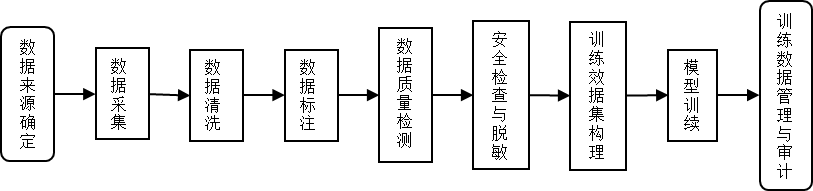 数据来源确定
数据采集
数据清洗
数据标注
数据质量检测
安全检查与脱敏
训练效据集构理
模型训续
训练数据管理与审计